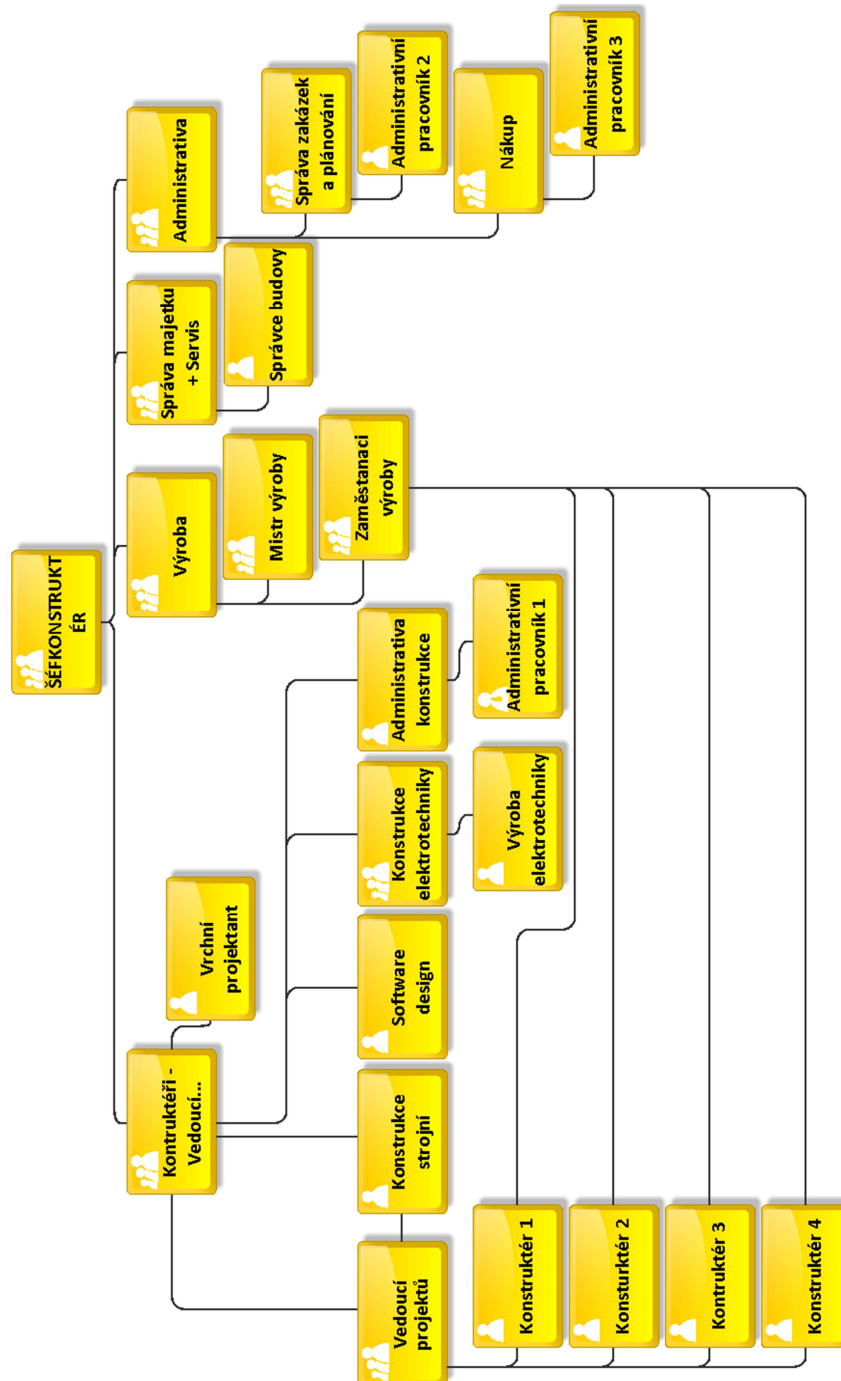 ŠÉFKONSTRUKT
ÉR
Kontruktéři -
Vedoucí...
Výroba
Správa majetku
+ Servis
Administrativa
Vrchní
projektant
Mistr výroby
Správce budovy
Správa zakázek
a plánování
Zaměstanaci
výroby
Administrativní
pracovník 2
Vedoucí
projektů
Konstrukce
strojní
Software
design
Konstrukce
elektrotechniky
Administrativa
konstrukce
Nákup
Výroba
elektrotechniky
Administrativní
pracovník 1
Administrativní
pracovník 3
Konstruktér 1
Konsturktér 2
Kontruktér 3
Konstruktér 4